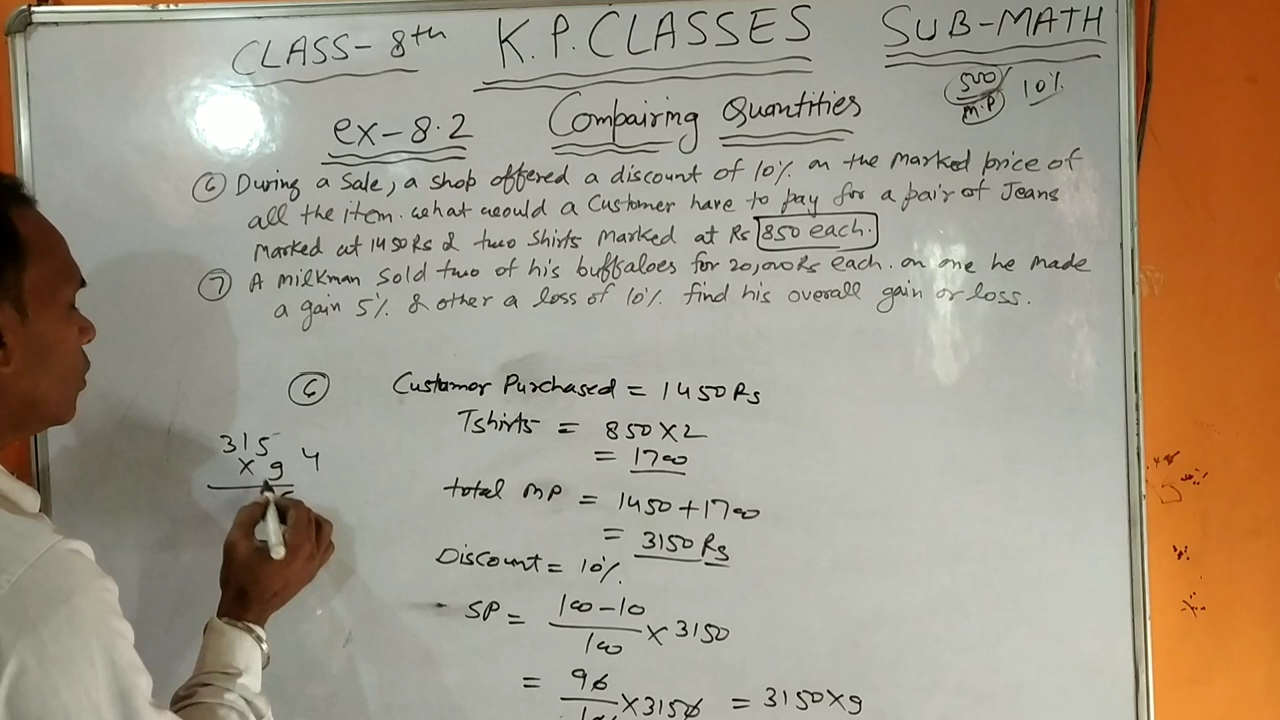 CLASS-8th K.P.CLASSES SUB-MATH
500/M.P 10%
ex-8.2 Compairing Quantities
(6) During a Sale, a shop offered a discount of 10% on the marked price of
all the item. what would a Customer have to pay for a pair of Jeans
Marked at 1450Rs & two Shirts Marked at Rs 850 each.
(7) A milkman sold two of his buffaloes for 20,000Rs each. on one he made
a gain 5% & other a loss of 10% find his overall gain or loss.
(6) Customer Purchased = 1450Rs
Tshirts = 850×2
= 1700
315 4
×9
total MP = 1450+1700
= 3150 Rs
Discount = 10%.
SP = 100-10/100 × 3150
= 90/100 ×3150 = 3150×9